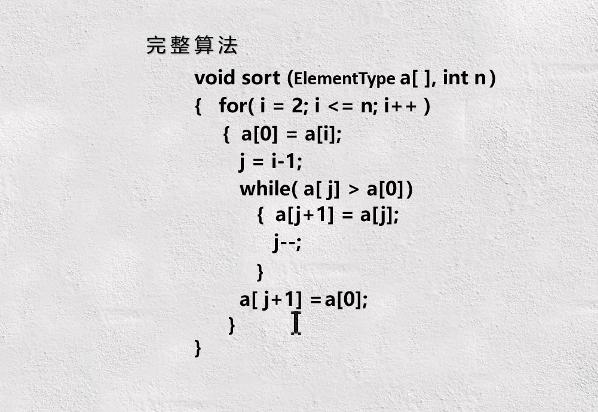 完整算法
void sort (ElementType a[ ], int n)
{ for( i = 2; i <= n; i++ )
{ a[0] = a[i];
j = i-1;
while( a[ j] > a[0])
{ a[j+1] = a[j];
j--;
}
a[ j+1] =a[0];
}
}